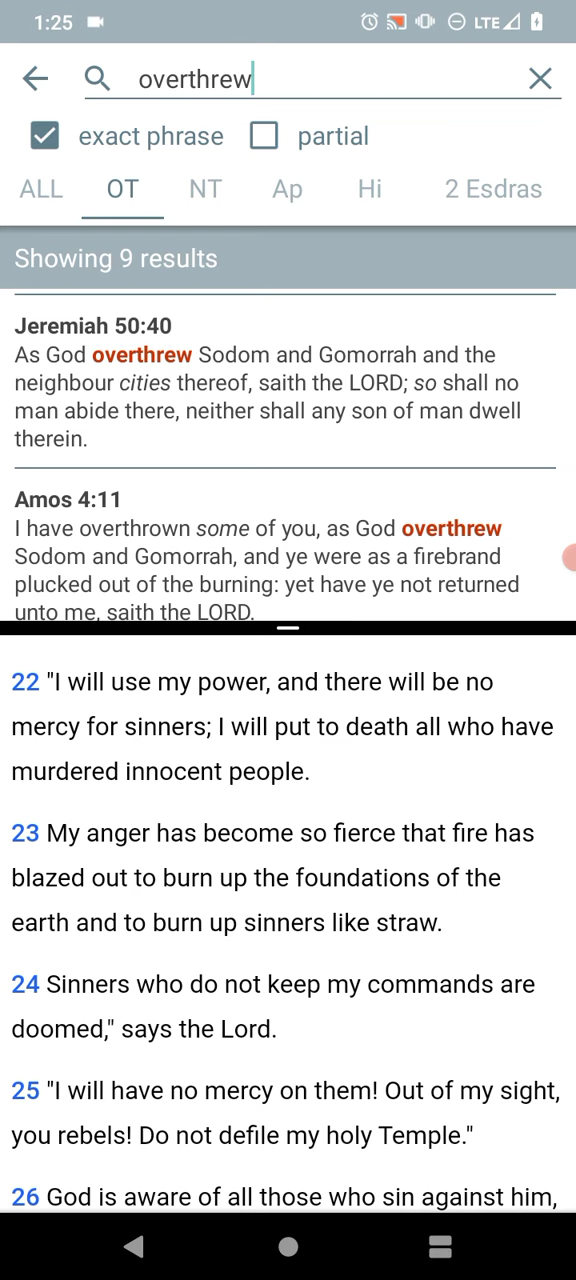 1:25 LTE
overthrew
exact phrase partial
ALL OT NT Ap Hi 2 Esdras
Showing 9 results
Jeremiah 50:40
As God overthrew Sodom and Gomorrah and the
neighbour cities thereof, saith the LORD; so shall no
man abide there, neither shall any son of man dwell
therein.
Amos 4:11
I have overthrown some of you, as God overthrew
Sodom and Gomorrah, and ye were as a firebrand
plucked out of the burning: yet have ye not returned
unto me, saith the LORD.
22 "I will use my power, and there will be no
mercy for sinners; I will put to death all who have
murdered innocent people.
23 My anger has become so fierce that fire has
blazed out to burn up the foundations of the
earth and to burn up sinners like straw.
24 Sinners who do not keep my commands are
doomed," says the Lord.
25 "I will have no mercy on them! Out of my sight,
you rebels! Do not defile my holy Temple."
26 God is aware of all those who sin against him,